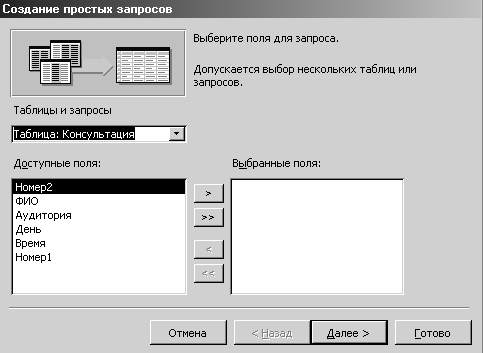 Создание простых запросов
Выберите поля для запроса.
Допускается выбор нескольких таблиц или
запросов.
Таблицы и запросы
Таблица: Консультация
Доступные поля:
Выбранные поля:
Номер2
ФИО
Аудитория
День
Время
Номер1
>
>>
<
<<
Отмена
< Назад
Далее >
Готово